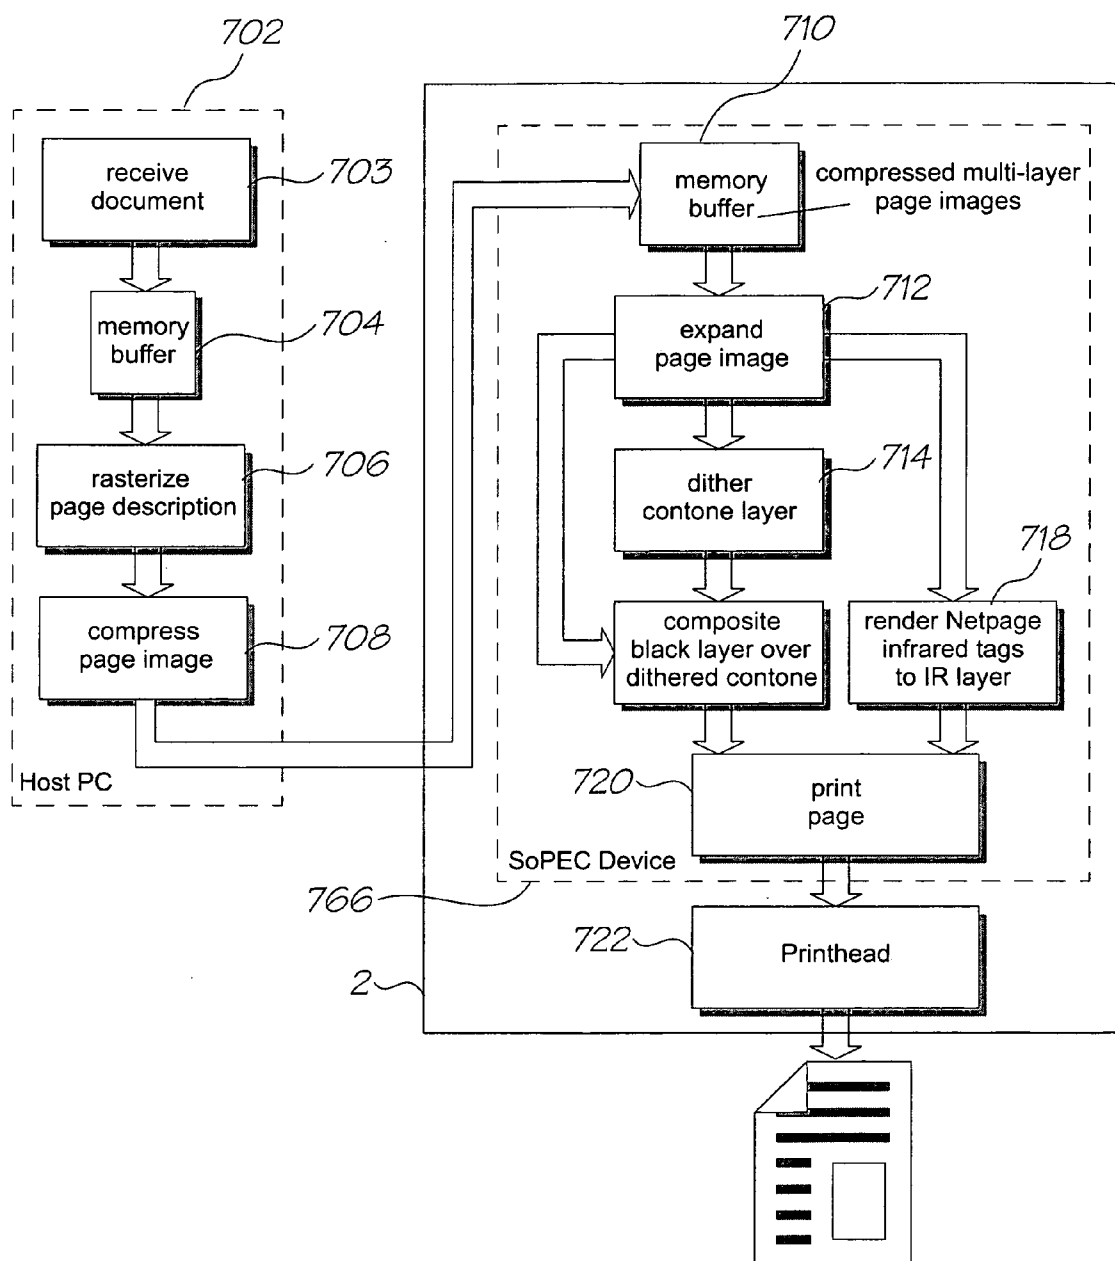 702
receive
document
703
memory
buffer
704
rasterize
page description
706
compress
page image
708
Host PC
710
memory
buffer
compressed multi-layer
page images
expand
page image
712
dither
contone layer
714
composite
black layer over
dithered contone
718
render Netpage
infrared tags
to IR layer
720
print
page
SoPEC Device
766
722
Printhead
2